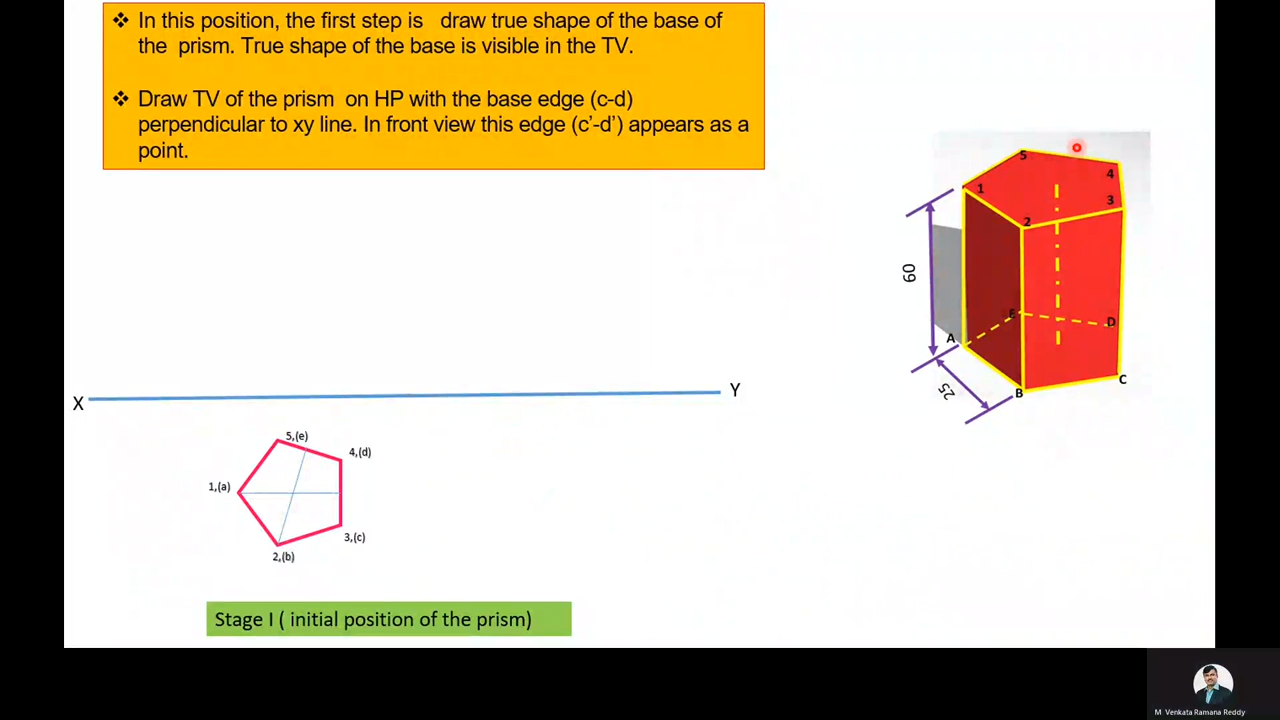 ❖ In this position, the first step is draw true shape of the base of
the prism. True shape of the base is visible in the TV.
❖ Draw TV of the prism on HP with the base edge (c-d)
perpendicular to xy line. In front view this edge (c’-d’) appears as a
point.
5
4
1
3
2
60
E
D
A
C
25
B
X
Y
5,(e)
4,(d)
1,(a)
3,(c)
2,(b)
Stage I ( initial position of the prism)
M Venkata Ramana Reddy